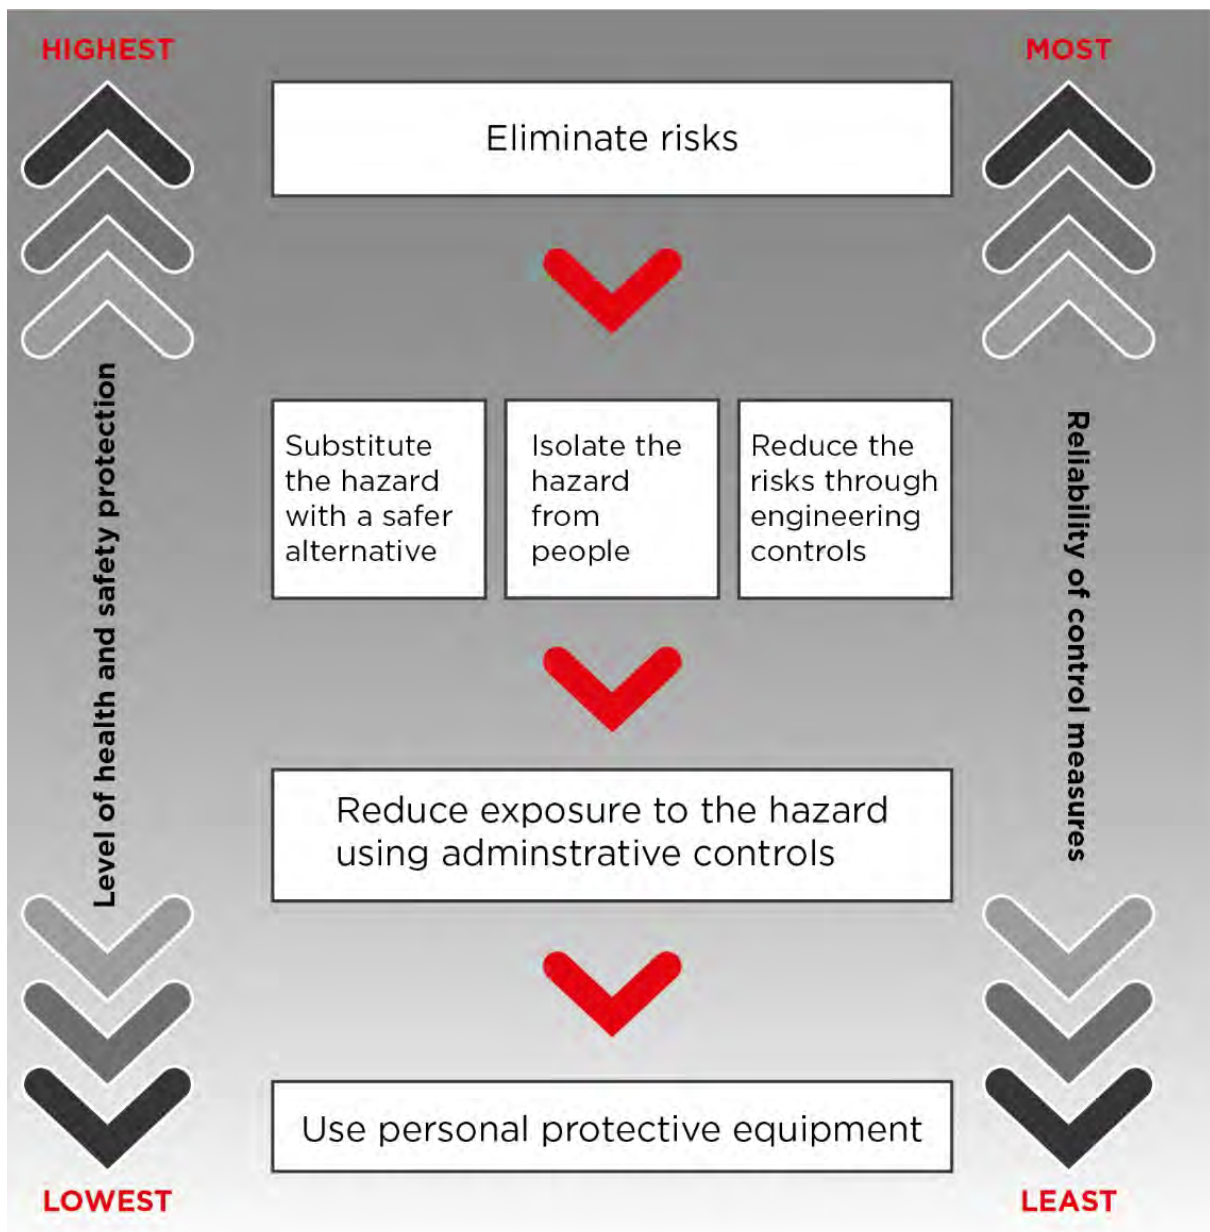 HIGHEST
MOST
Eliminate risks
Substitute
the hazard
with a safer
alternative
Isolate the
hazard
from
people
Reduce the
risks through
engineering
controls
Level of health and safety protection
Reliability of control measures
Reduce exposure to the hazard
using adminstrative controls
Use personal protective equipment
LOWEST
LEAST